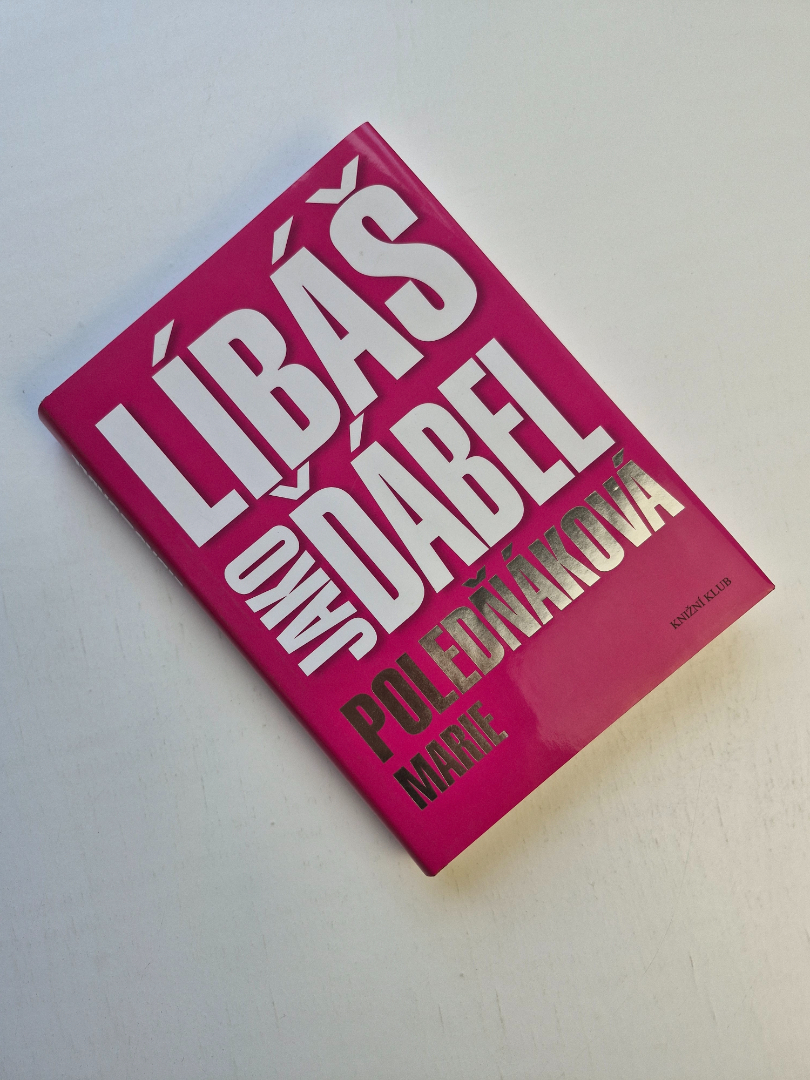 LÍBÁŠ
JAKO
ĎÁBEL
POLEDŇÁKOVÁ
MARIE
KNIŽNÍ KLUB